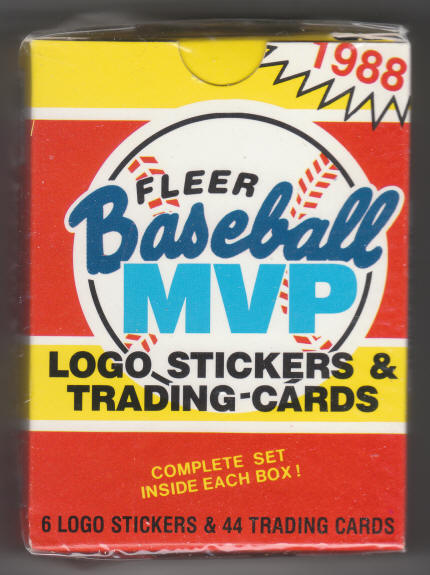 1988
FLEER
Baseball
MVP
LOGO STICKERS &
TRADING-CARDS
COMPLETE SET
INSIDE EACH BOX!
6 LOGO STICKERS & 44 TRADING CARDS